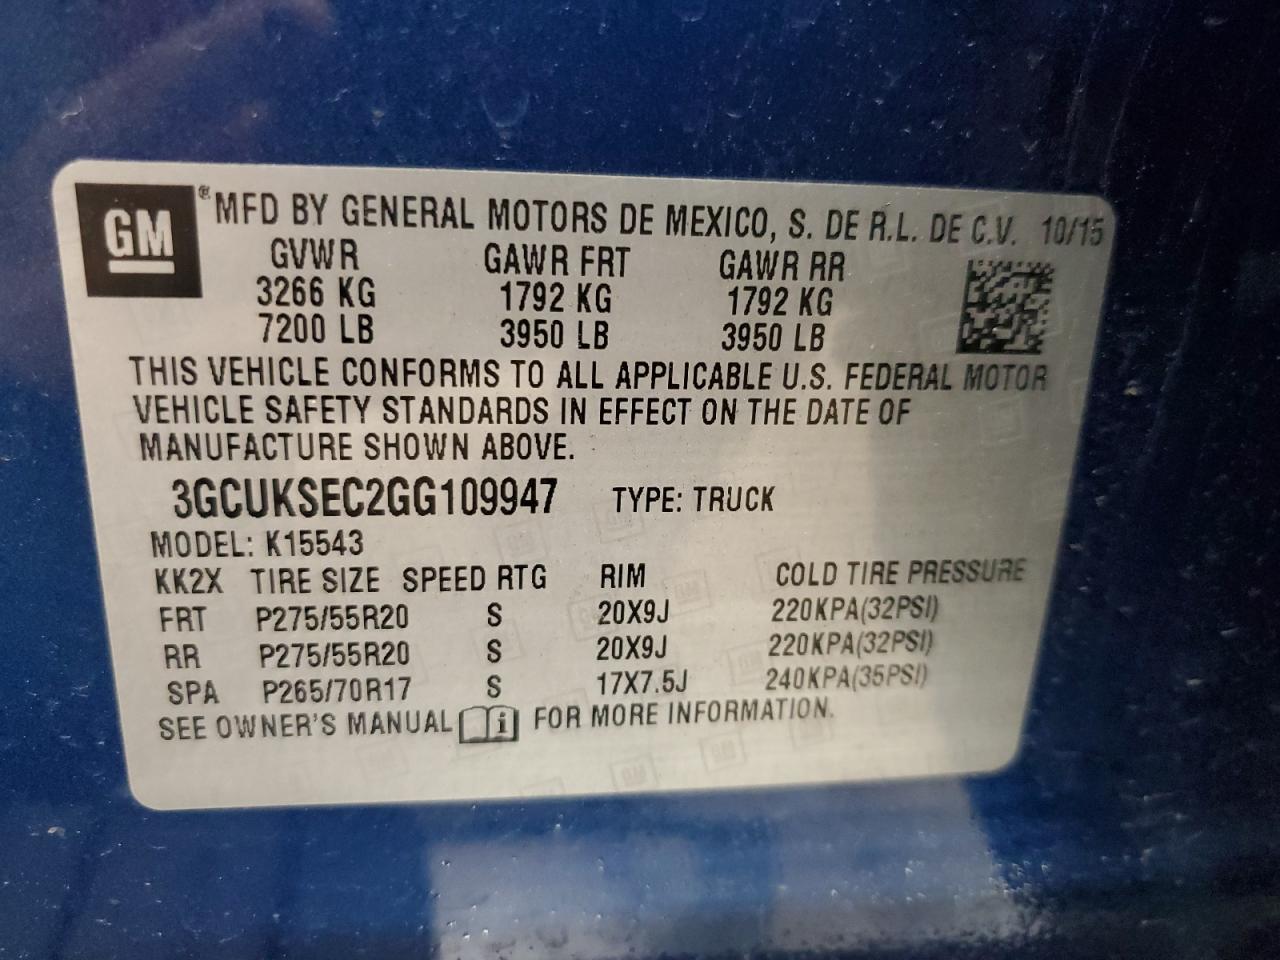 GM ® MFD BY GENERAL MOTORS DE MEXICO, S. DE R.L. DE C.V. 10/15
GVWR GAWR FRT GAWR RR
3266 KG 1792 KG 1792 KG
7200 LB 3950 LB 3950 LB
THIS VEHICLE CONFORMS TO ALL APPLICABLE U.S. FEDERAL MOTOR
VEHICLE SAFETY STANDARDS IN EFFECT ON THE DATE OF
MANUFACTURE SHOWN ABOVE.
3GCUKSEC2GG109947 TYPE: TRUCK
MODEL: K15543
KK2X TIRE SIZE SPEED RTG RIM COLD TIRE PRESSURE
FRT P275/55R20 S 20X9J 220KPA(32PSI)
RR P275/55R20 S 20X9J 220KPA(32PSI)
SPA P265/70R17 S 17X7.5J 240KPA(35PSI)
SEE OWNER'S MANUAL i FOR MORE INFORMATION.